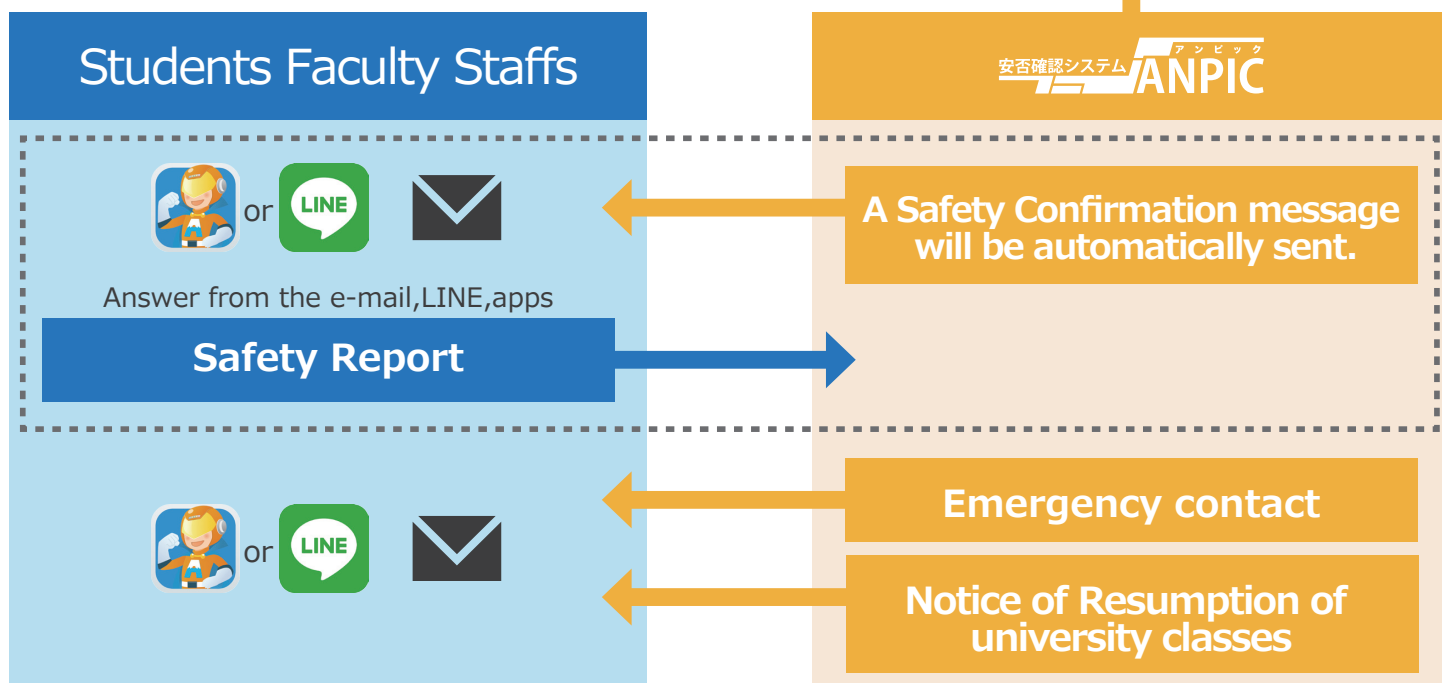 Students Faculty Staffs
アンピック
安否確認システム
ANPIC
or
LINE
A Safety Confirmation message
will be automatically sent.
Answer from the e-mail,LINE,apps
Safety Report
or
LINE
Emergency contact
Notice of Resumption of
university classes